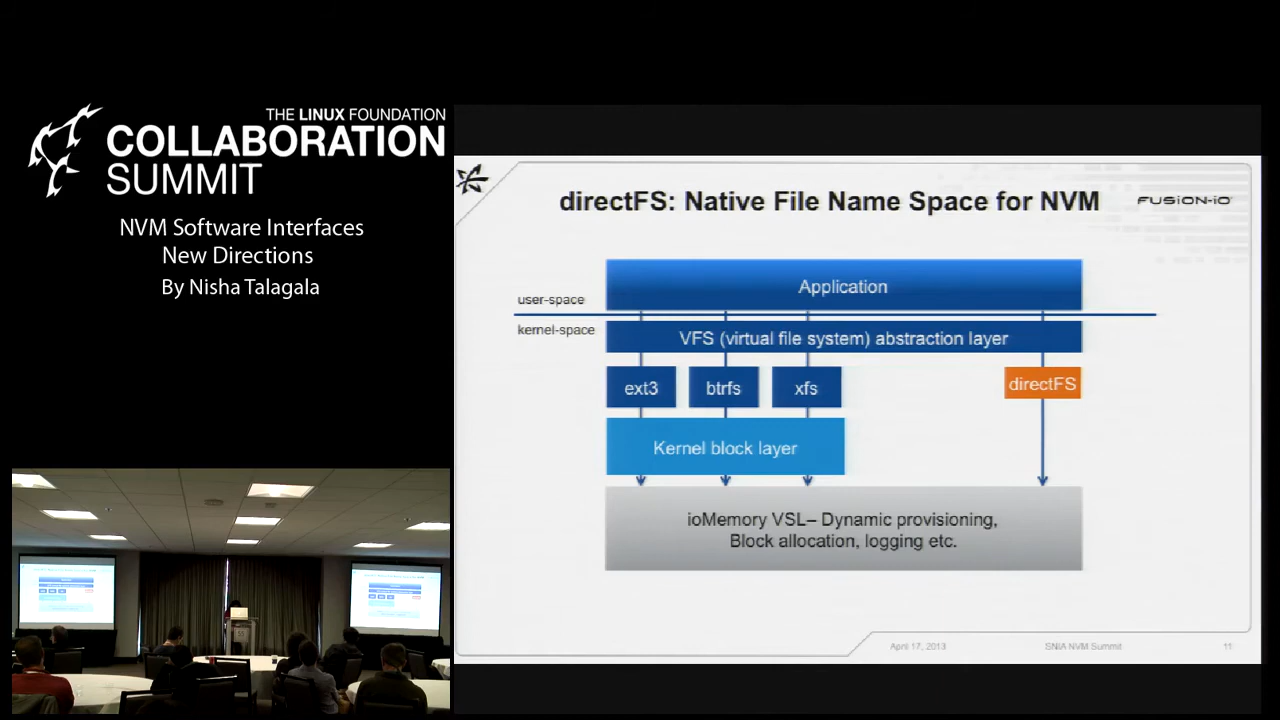 THE LINUX FOUNDATION
COLLABORATION
SUMMIT
NVM Software Interfaces
New Directions
By Nisha Talagala
directFS: Native File Name Space for NVM
FUSiON-iO
Application
user-space
kernel-space
VFS (virtual file system) abstraction layer
ext3
btrfs
xfs
directFS
Kernel block layer
ioMemory VSL– Dynamic provisioning,
Block allocation, logging etc.
April 17, 2013
SNIA NVM Summit
11